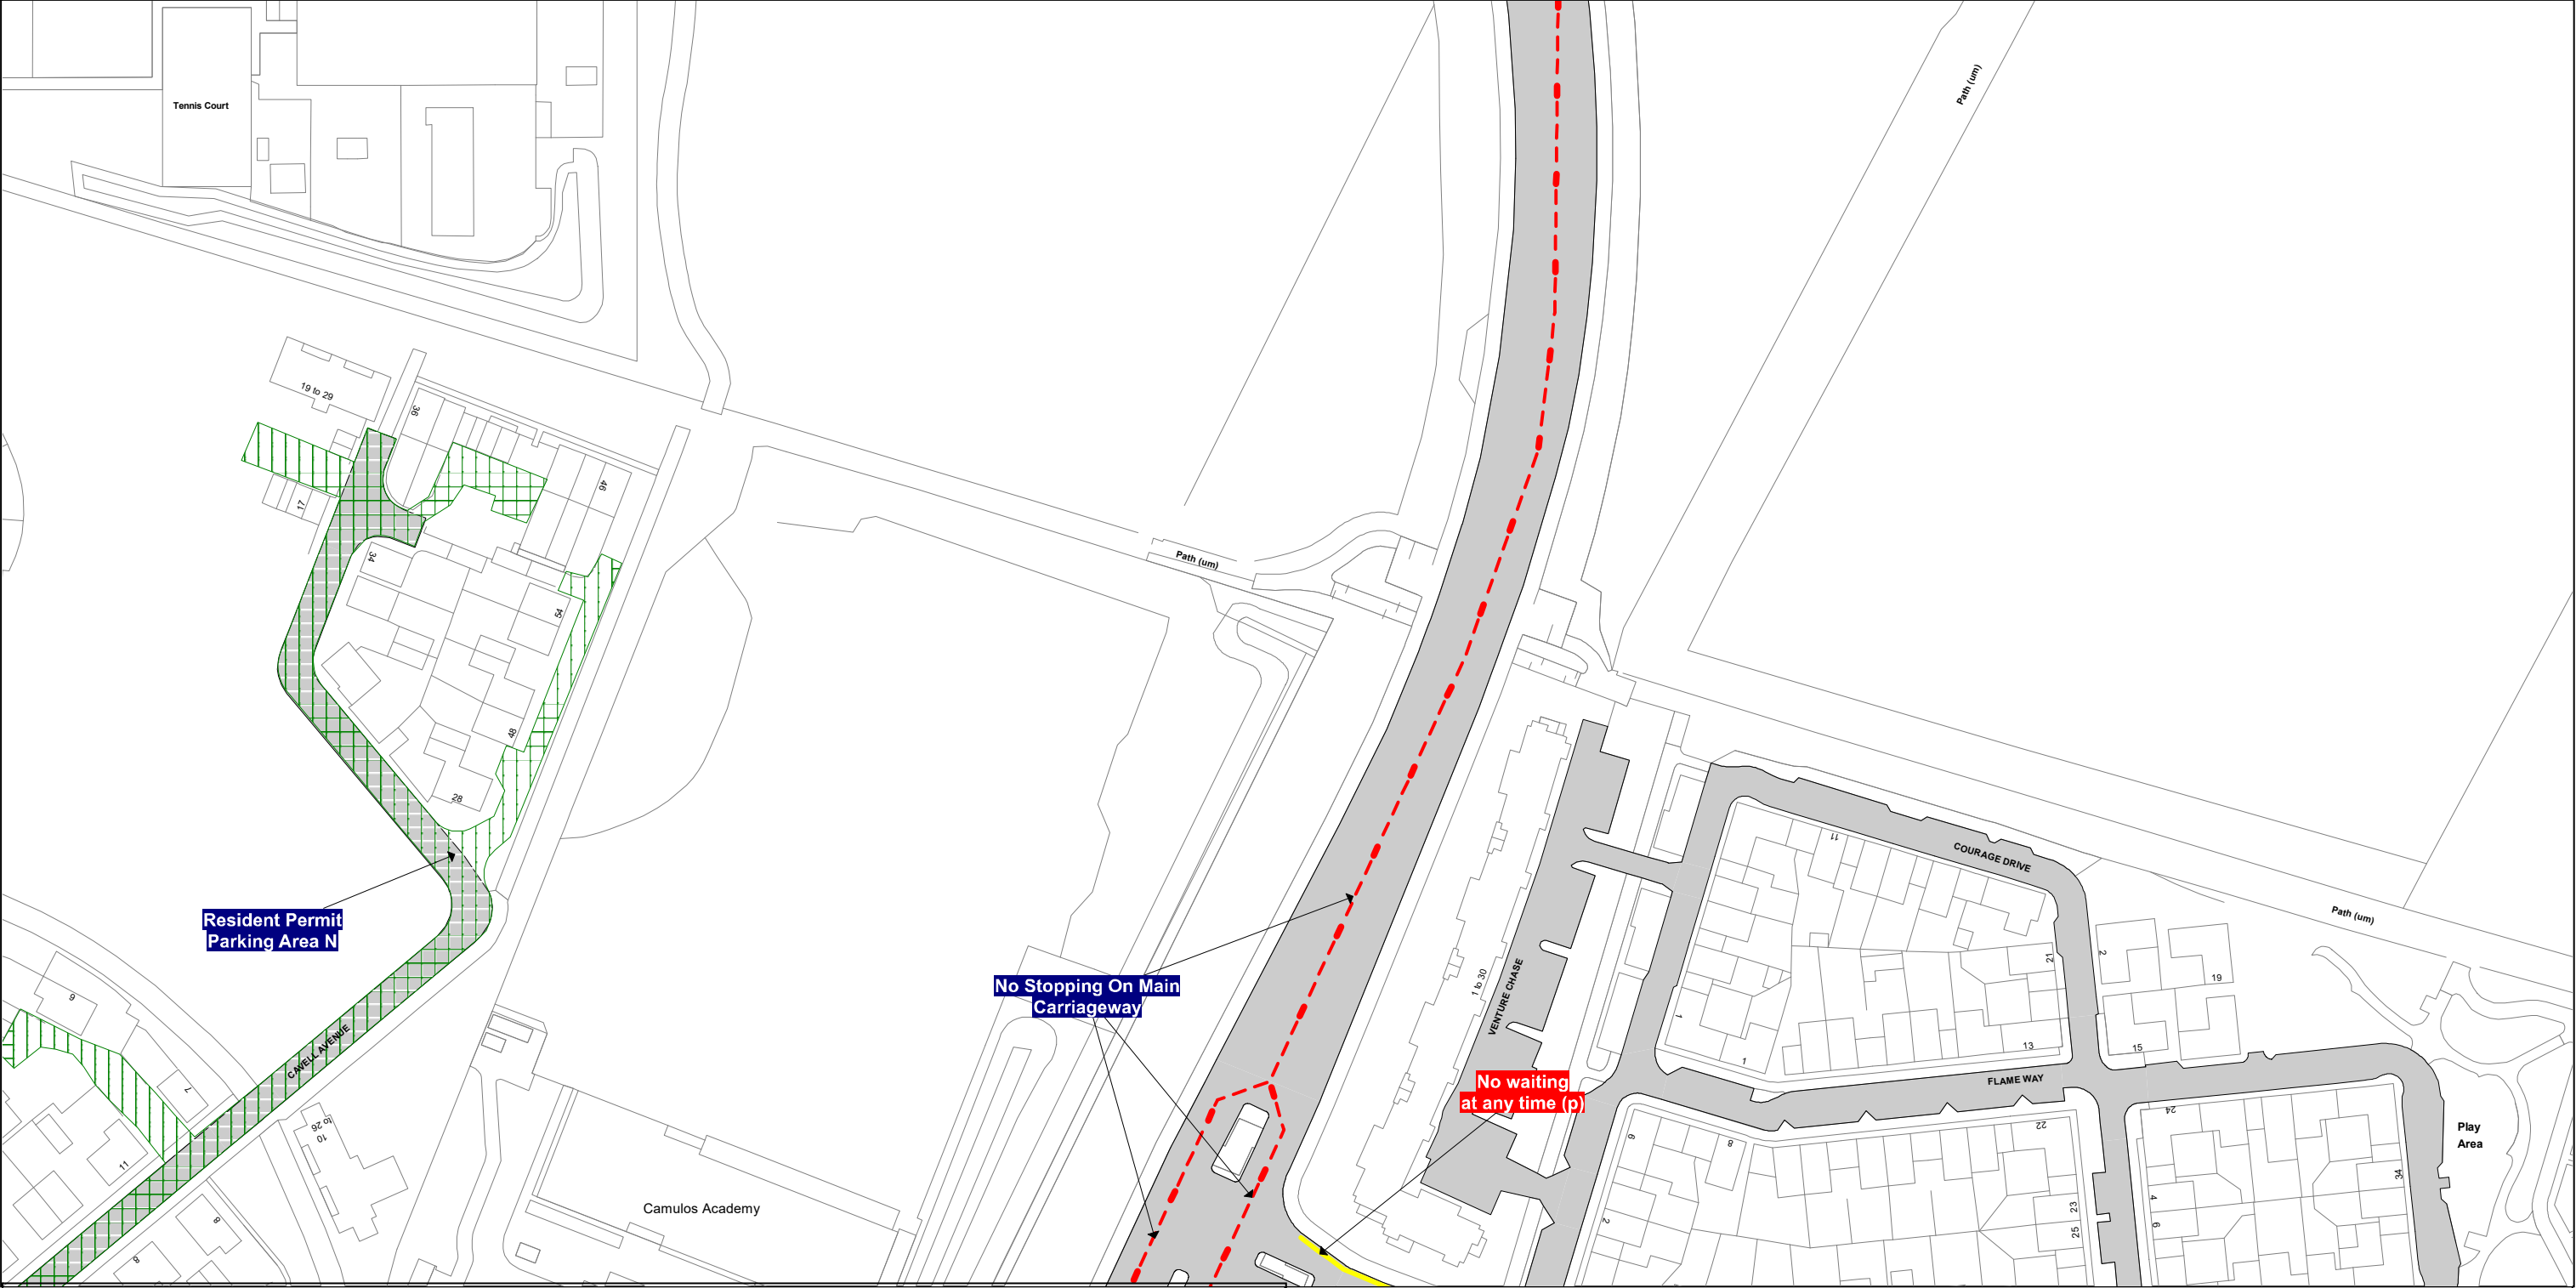 Tennis Court
Path (um)
19 to 29
36
46
17
34
54
48
28
Path (um)
Resident Permit
Parking Area N
No Stopping On Main
Carriageway
No waiting
at any time (p)
1 to 30
VENTURE CHASE
COURAGE DRIVE
11
21
2
19
Path (um)
1
1
13
15
FLAME WAY
9
7
11
CAVELL AVENUE
10
to 26
8
8
Camulos Academy
6
8
2
22
23
25
24
4
6
34
Play
Area